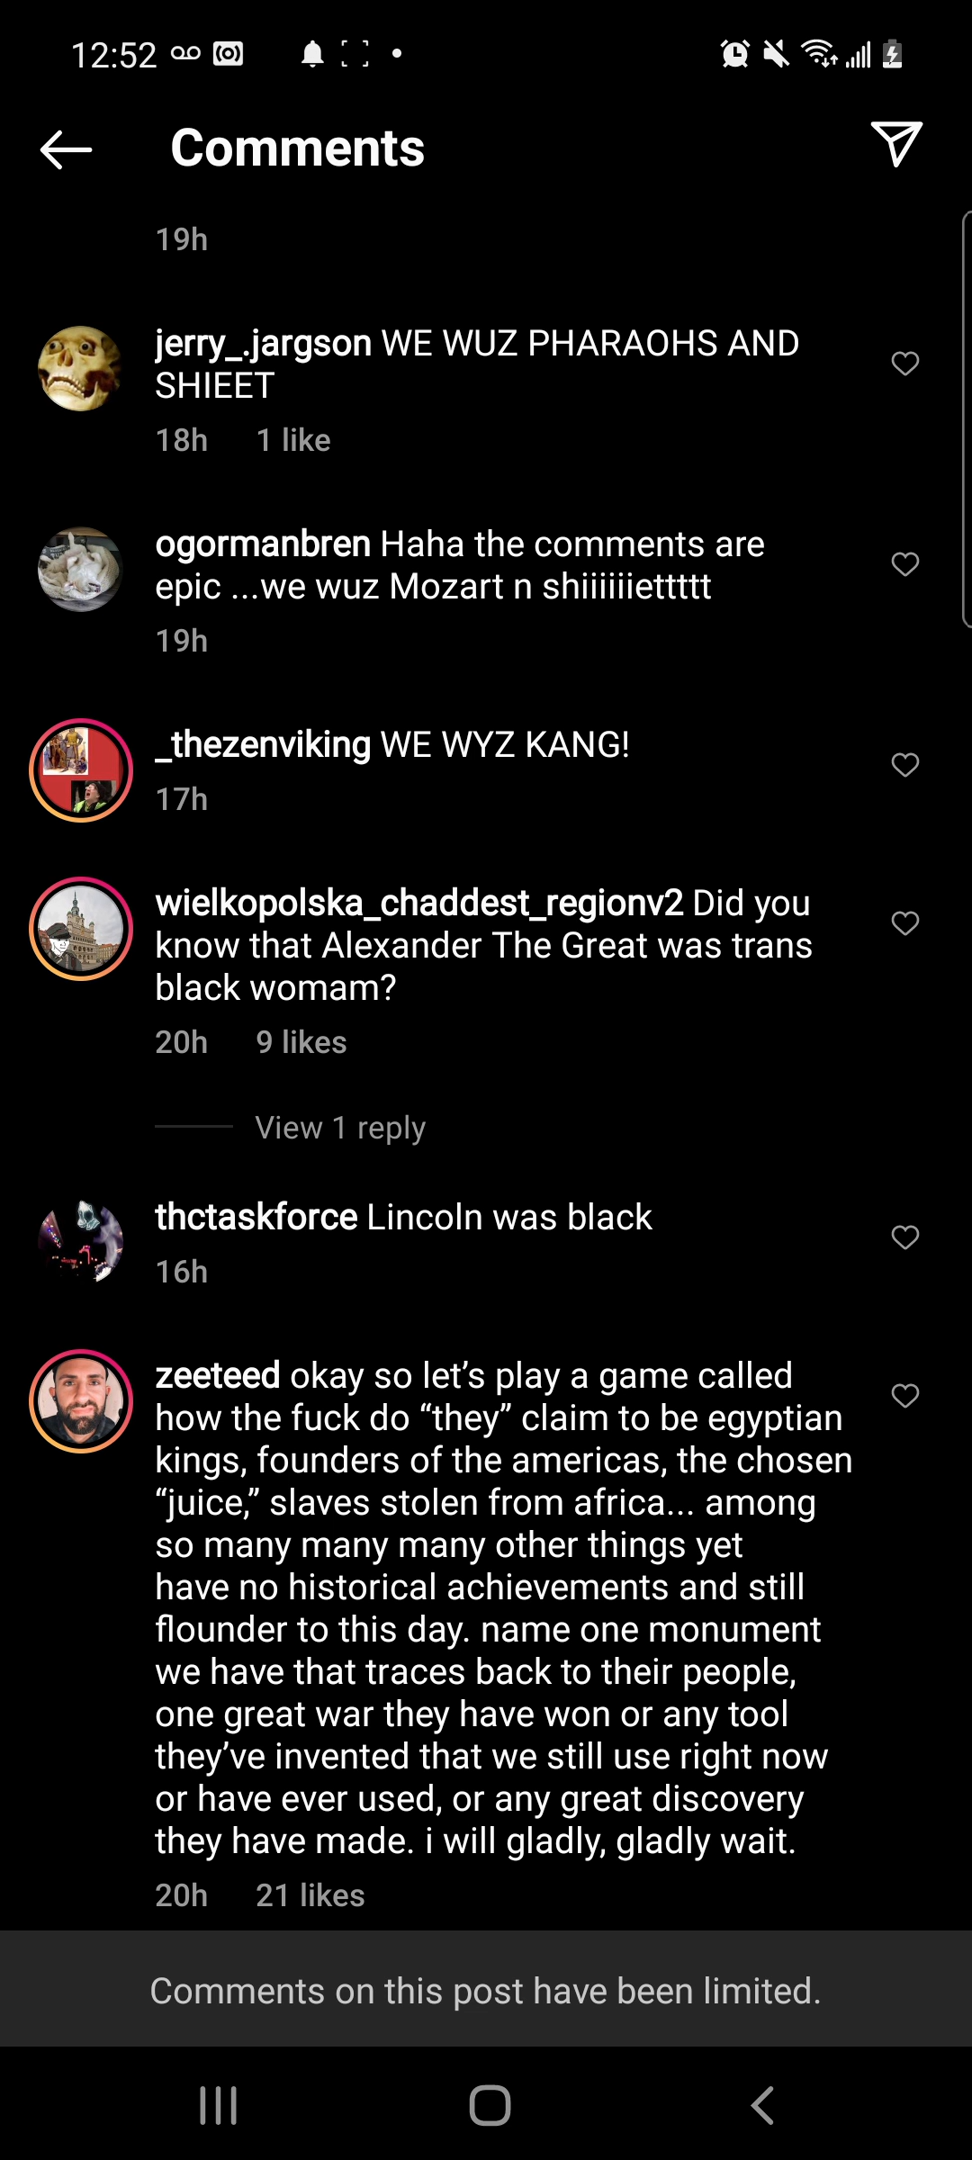 12:52
Comments
19h
jerry_.jargson WE WUZ PHARAOHS AND
SHIEET
18h 1 like
ogormanbren Haha the comments are
epic ...we wuz Mozart n shiiiiiiettttt
19h
_thezenviking WE WYZ KANG!
17h
wielkopolska_chaddest_regionv2 Did you
know that Alexander The Great was trans
black womam?
20h 9 likes
View 1 reply
thctaskforce Lincoln was black
16h
zeeteed okay so let’s play a game called
how the fuck do “they” claim to be egyptian
kings, founders of the americas, the chosen
“juice,” slaves stolen from africa... among
so many many many other things yet
have no historical achievements and still
flounder to this day. name one monument
we have that traces back to their people,
one great war they have won or any tool
they’ve invented that we still use right now
or have ever used, or any great discovery
they have made. i will gladly, gladly wait.
20h 21 likes
Comments on this post have been limited.